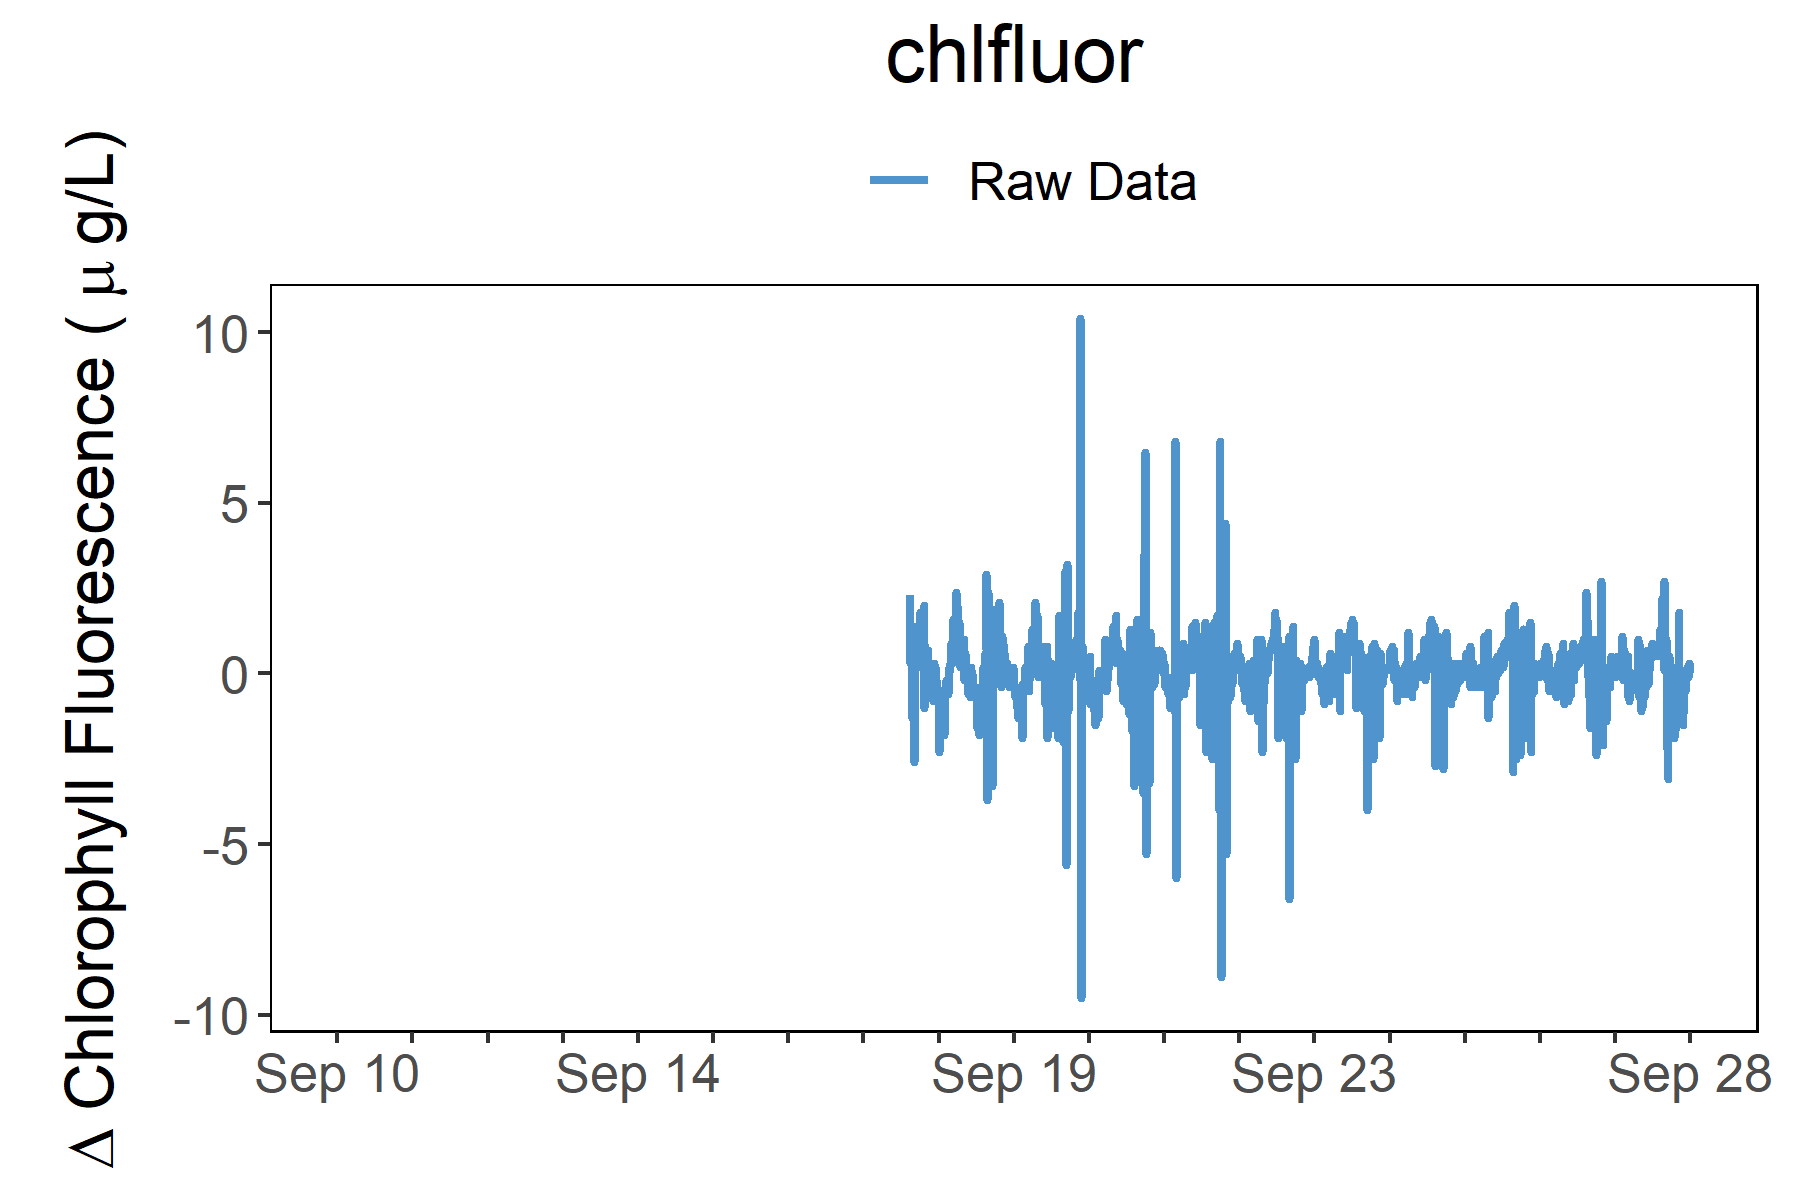 chlfluor
Raw Data
Δ Chlorophyll Fluorescence ( μ g/L)
10
5
0
-5
-10
Sep 10 Sep 14 Sep 19 Sep 23 Sep 28